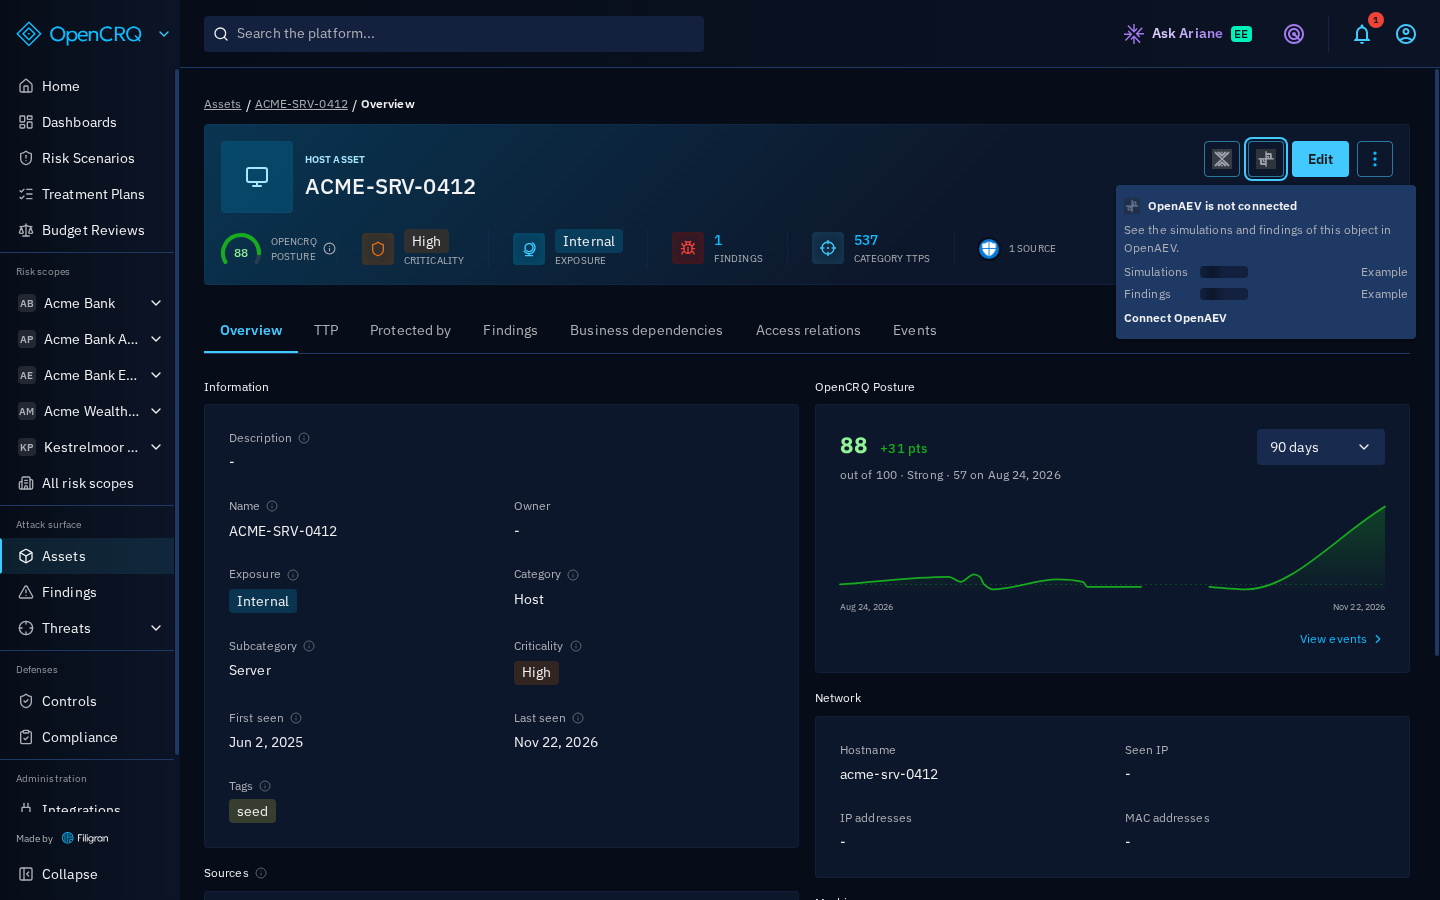 OpenCRQ
Search the platform...
Ask Ariane EE
1
Home
Dashboards
Risk Scenarios
Treatment Plans
Budget Reviews
Risk scopes
AB Acme Bank
AP Acme Bank A...
AE Acme Bank E...
AM Acme Wealth...
KP Kestrelmoor ...
All risk scopes
Attack surface
Assets
Findings
Threats
Defenses
Controls
Compliance
Administration
Integrations
Made by Filigran
Collapse
Assets / ACME-SRV-0412 / Overview
HOST ASSET
ACME-SRV-0412
Edit
88
OPENCRQ
POSTURE
High
CRITICALITY
Internal
EXPOSURE
1
FINDINGS
537
CATEGORY TTPS
1 SOURCE
OpenAEV is not connected
See the simulations and findings of this object in
OpenAEV.
Simulations Example
Findings Example
Connect OpenAEV
Overview TTP Protected by Findings Business dependencies Access relations Events
Information
Description
-
Name
ACME-SRV-0412
Owner
-
Exposure
Internal
Category
Host
Subcategory
Server
Criticality
High
First seen
Jun 2, 2025
Last seen
Nov 22, 2026
Tags
seed
Sources
OpenCRQ Posture
88 +31 pts
90 days
out of 100 · Strong · 57 on Aug 24, 2026
Aug 24, 2026 Nov 22, 2026
View events
Network
Hostname
acme-srv-0412
Seen IP
-
IP addresses
-
MAC addresses
-